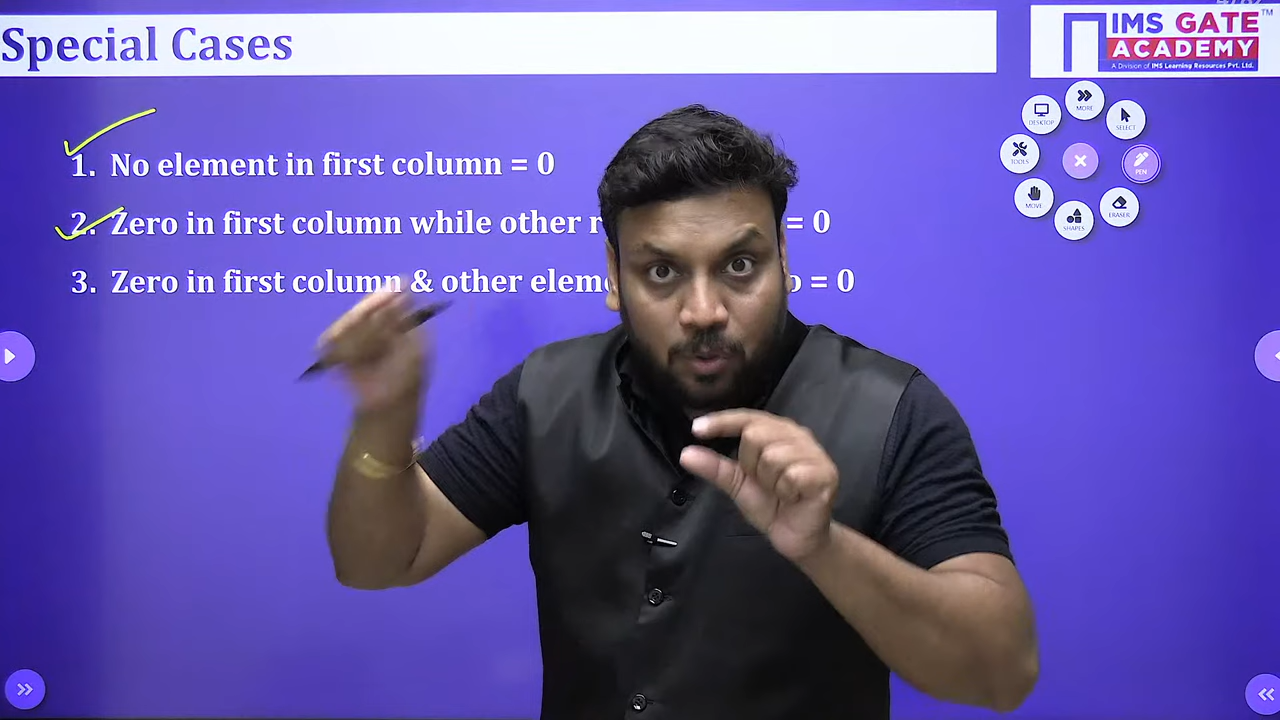 Special Cases
IMS GATE
ACADEMY
TM
A Division of IMS Learning Resources Pvt. Ltd.
MORE
DESKTOP
SELECT
TOOLS
PEN
MOVE
ERASER
SHAPES
1. No element in first column = 0
2. Zero in first column while other = 0
3. Zero in first column & other = 0